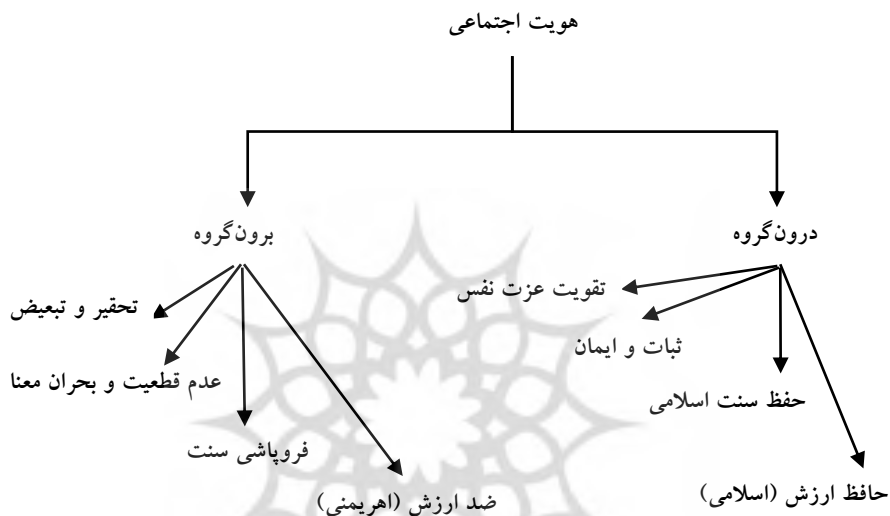 هویت اجتماعی
درون‌گروه
برون‌گروه
تقویت عزت نفس
ثبات و ایمان
حفظ سنت اسلامی
حافظ ارزش (اسلامی)
تحقیر و تبعیض
عدم قطعیت و بحران معنا
فروپاشی سنت
ضد ارزش (اهریمنی)